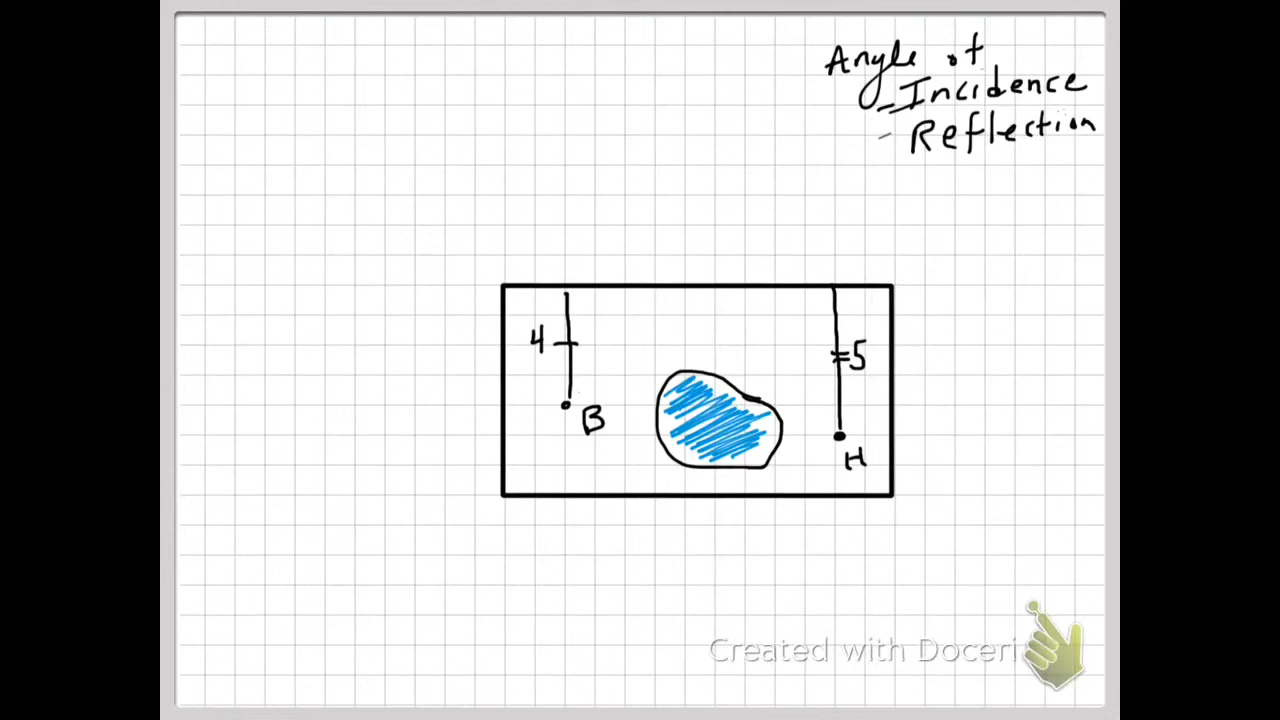 Angle of
- Incidence
- Reflection
4
5
B
H
Created with Doceri